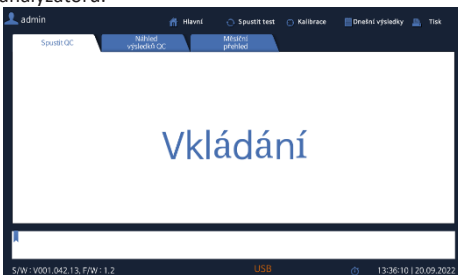 analyzátoru.
admin Hlavní Spustit test Kalibrace Dnešní výsledky Tisk
Spustit QC Náhled výsledků QC Měsíční přehled
Vkládání
S/W : V001.042.13, F/W : 1.2 USB 13:36:10 | 20.09.2022